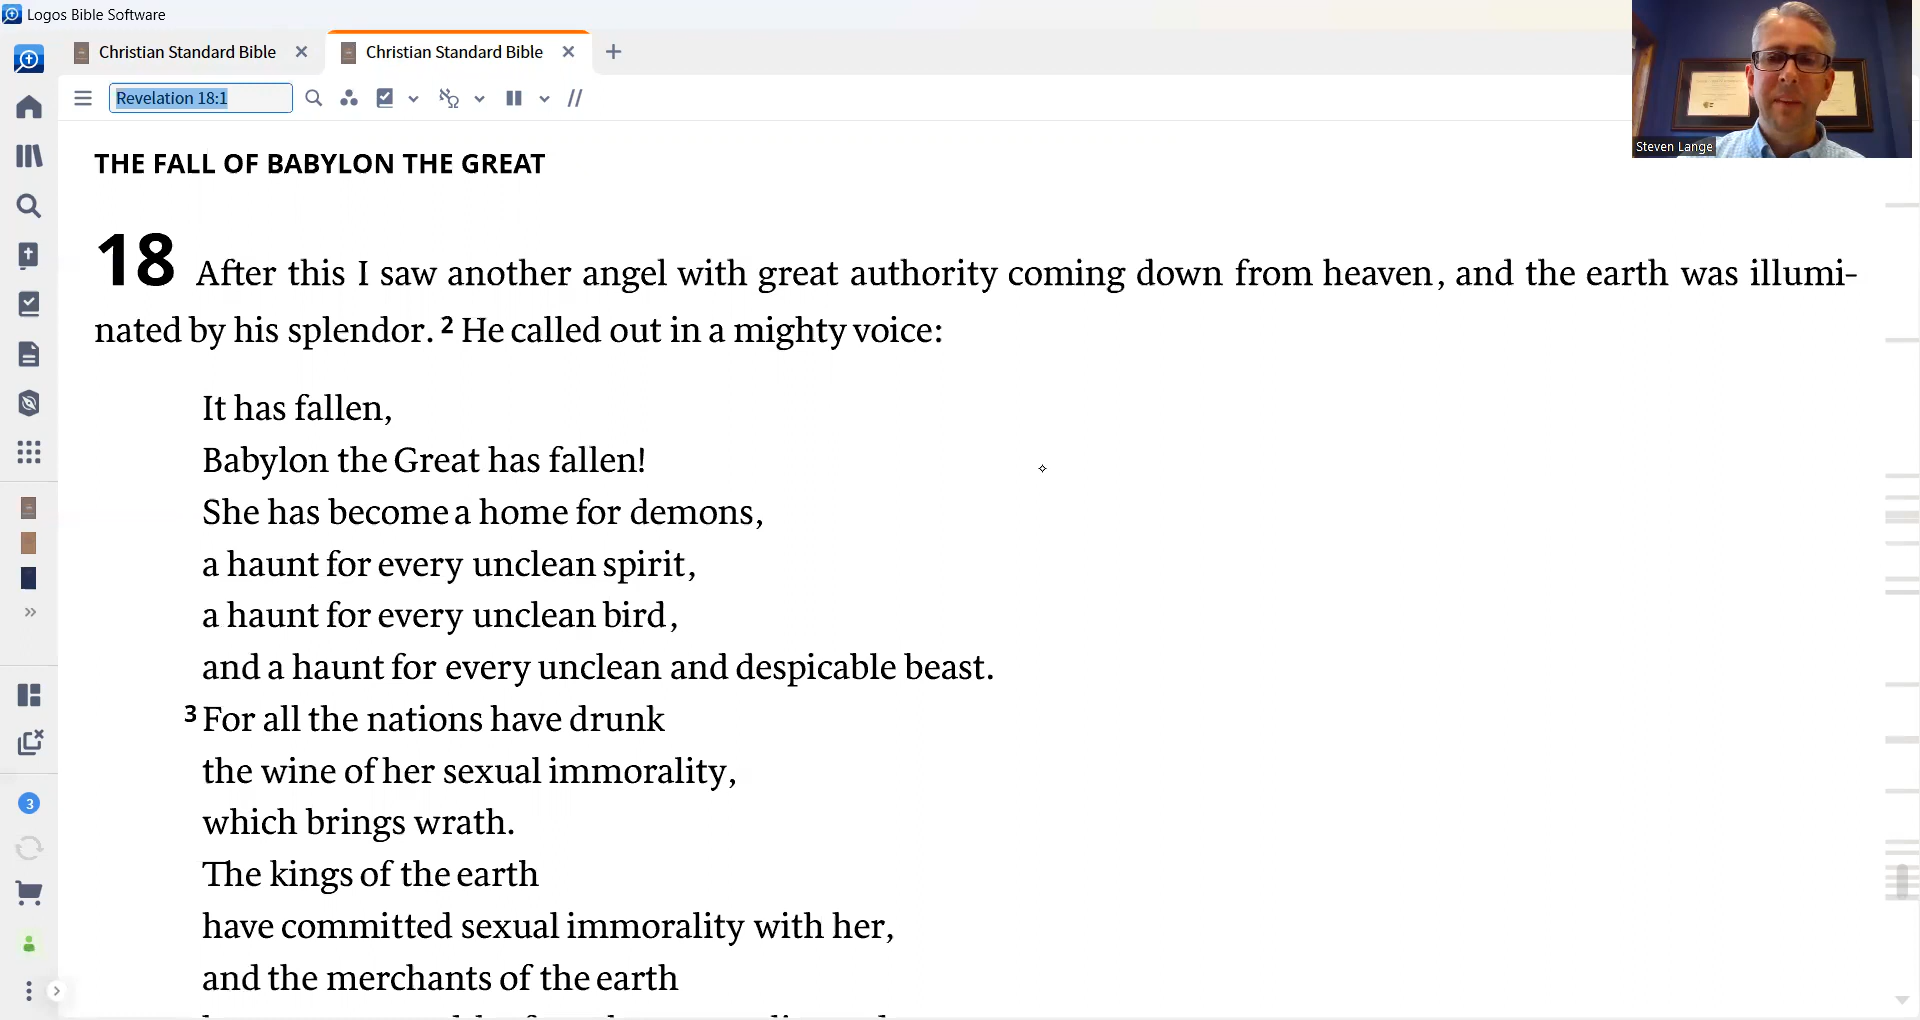 Logos Bible Software
Christian Standard Bible
Christian Standard Bible
Revelation 18:1
Steven Lange
THE FALL OF BABYLON THE GREAT
18 After this I saw another angel with great authority coming down from heaven, and the earth was illumi-
nated by his splendor. 2 He called out in a mighty voice:
It has fallen,
Babylon the Great has fallen!
She has become a home for demons,
a haunt for every unclean spirit,
a haunt for every unclean bird,
and a haunt for every unclean and despicable beast.
3 For all the nations have drunk
the wine of her sexual immorality,
which brings wrath.
The kings of the earth
have committed sexual immorality with her,
and the merchants of the earth
3